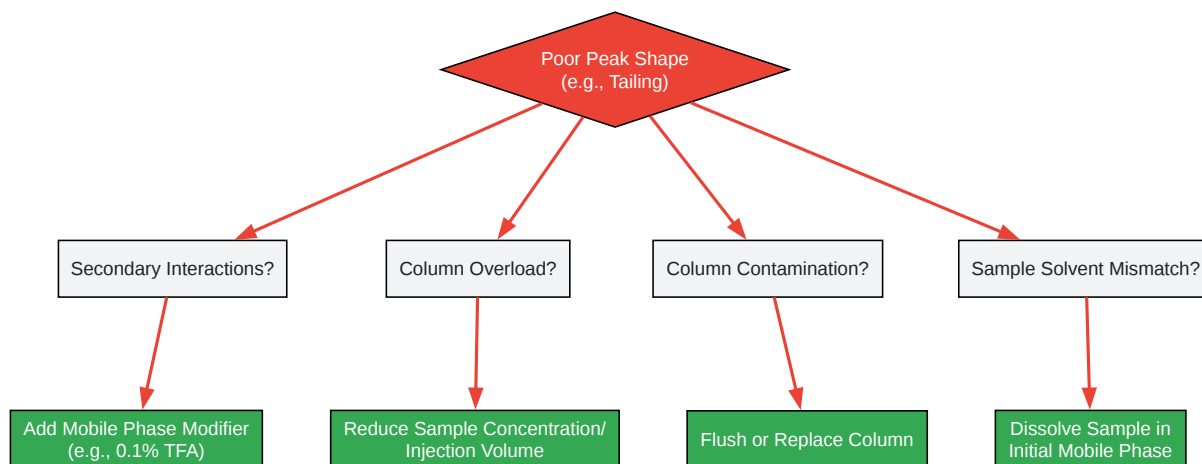 Poor Peak Shape
(e.g., Tailing)
Secondary Interactions?
Column Overload?
Column Contamination?
Sample Solvent Mismatch?
Add Mobile Phase Modifier
(e.g., 0.1% TFA)
Reduce Sample Concentration/
Injection Volume
Flush or Replace Column
Dissolve Sample in
Initial Mobile Phase